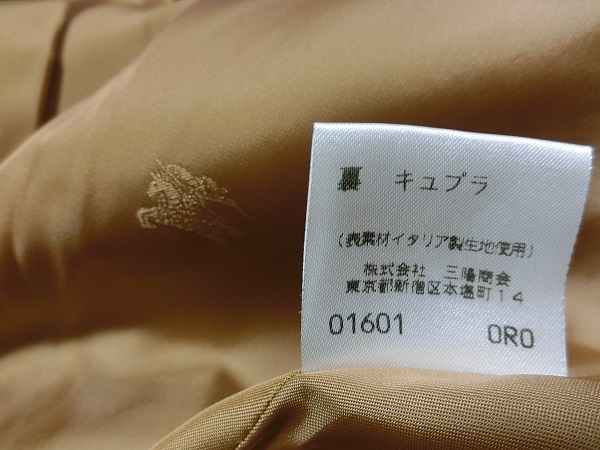 裏 キュプラ
(表素材イタリア製生地使用)
株式会社 三陽商会
東京都新宿区本塩町14
01601 0R0